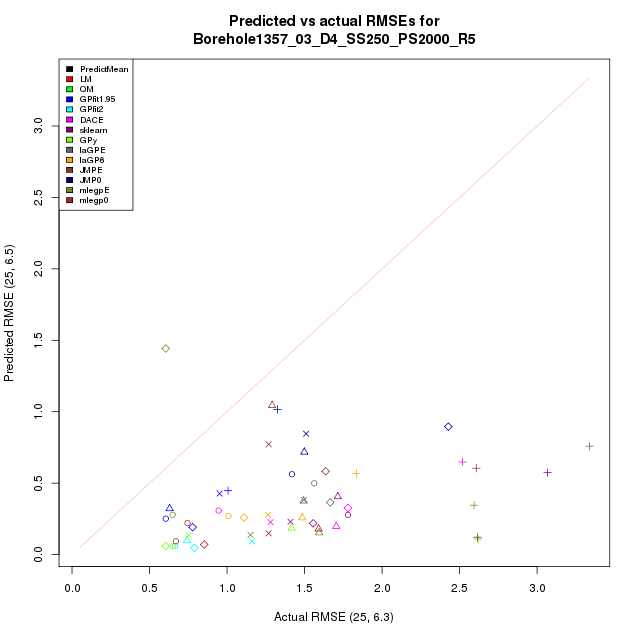 Predicted vs actual RMSEs for
Borehole1357_03_D4_SS250_PS2000_R5
PredictMean
LM
QM
GPfit1.95
GPfit2
DACE
sklearn
GPy
laGPE
laGP6
JMPE
JMP0
mlegpE
mlegp0
Predicted RMSE (25, 6.5)
3.0
2.5
2.0
1.5
1.0
0.5
0.0
0.0 0.5 1.0 1.5 2.0 2.5 3.0
Actual RMSE (25, 6.3)